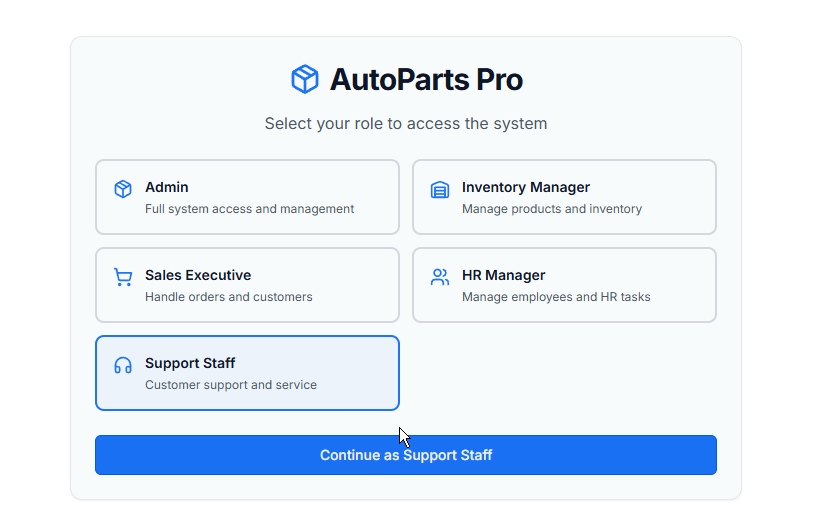 AutoParts Pro
Select your role to access the system
Admin
Full system access and management
Inventory Manager
Manage products and inventory
Sales Executive
Handle orders and customers
HR Manager
Manage employees and HR tasks
Support Staff
Customer support and service
Continue as Support Staff